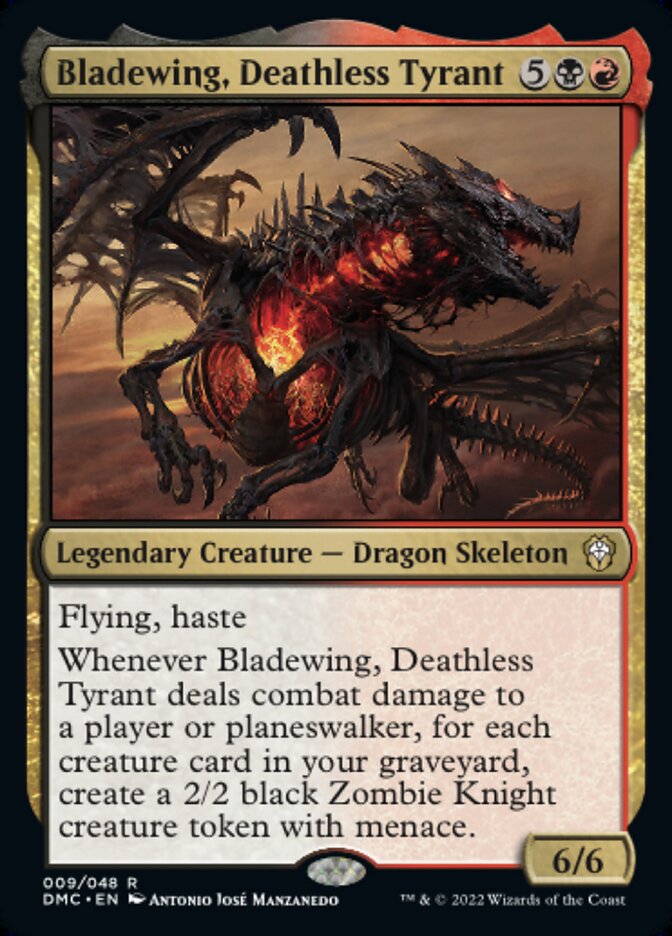 Bladewing, Deathless Tyrant 5
Legendary Creature — Dragon Skeleton
Flying, haste
Whenever Bladewing, Deathless
Tyrant deals combat damage to
a player or planeswalker, for each
creature card in your graveyard,
create a 2/2 black Zombie Knight
creature token with menace.
6/6
009/048 R
DMC • EN Antonio José Manzanedo
™ & © 2022 Wizards of the Coast